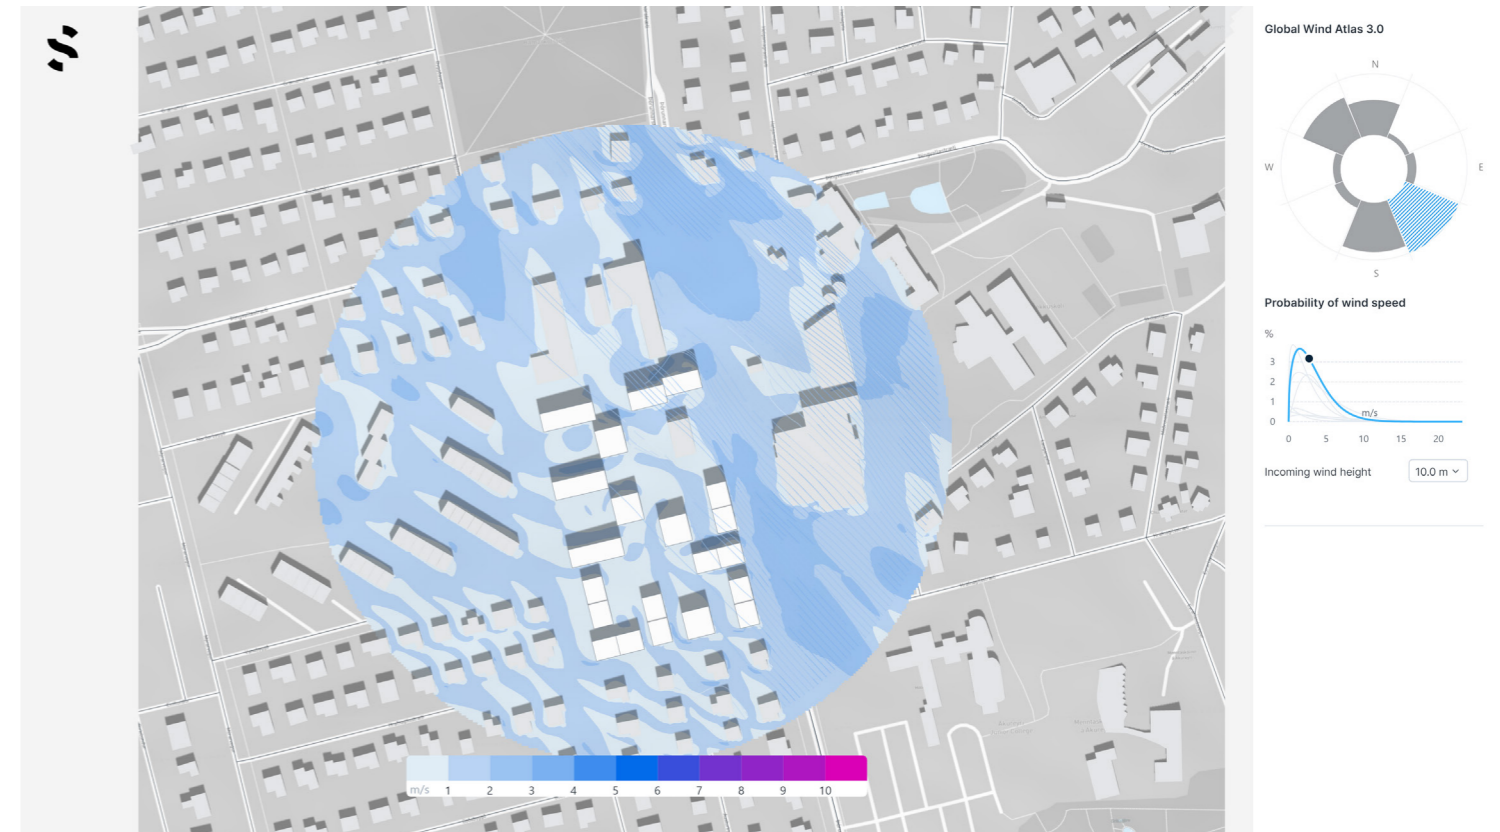 Global Wind Atlas 3.0
N
W
E
S
Probability of wind speed
%
3
2
1
0
m/s
0 5 10 15 20
Incoming wind height
10.0 m
m/s 1 2 3 4 5 6 7 8 9 10